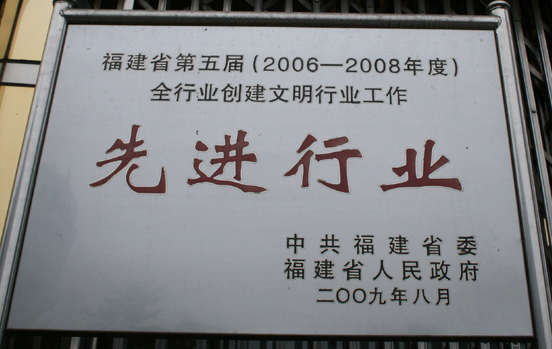 福建省第五届(2006—2008年度)
全行业创建文明行业工作
先进行业
中共福建省委
福建省人民政府
二〇〇九年八月